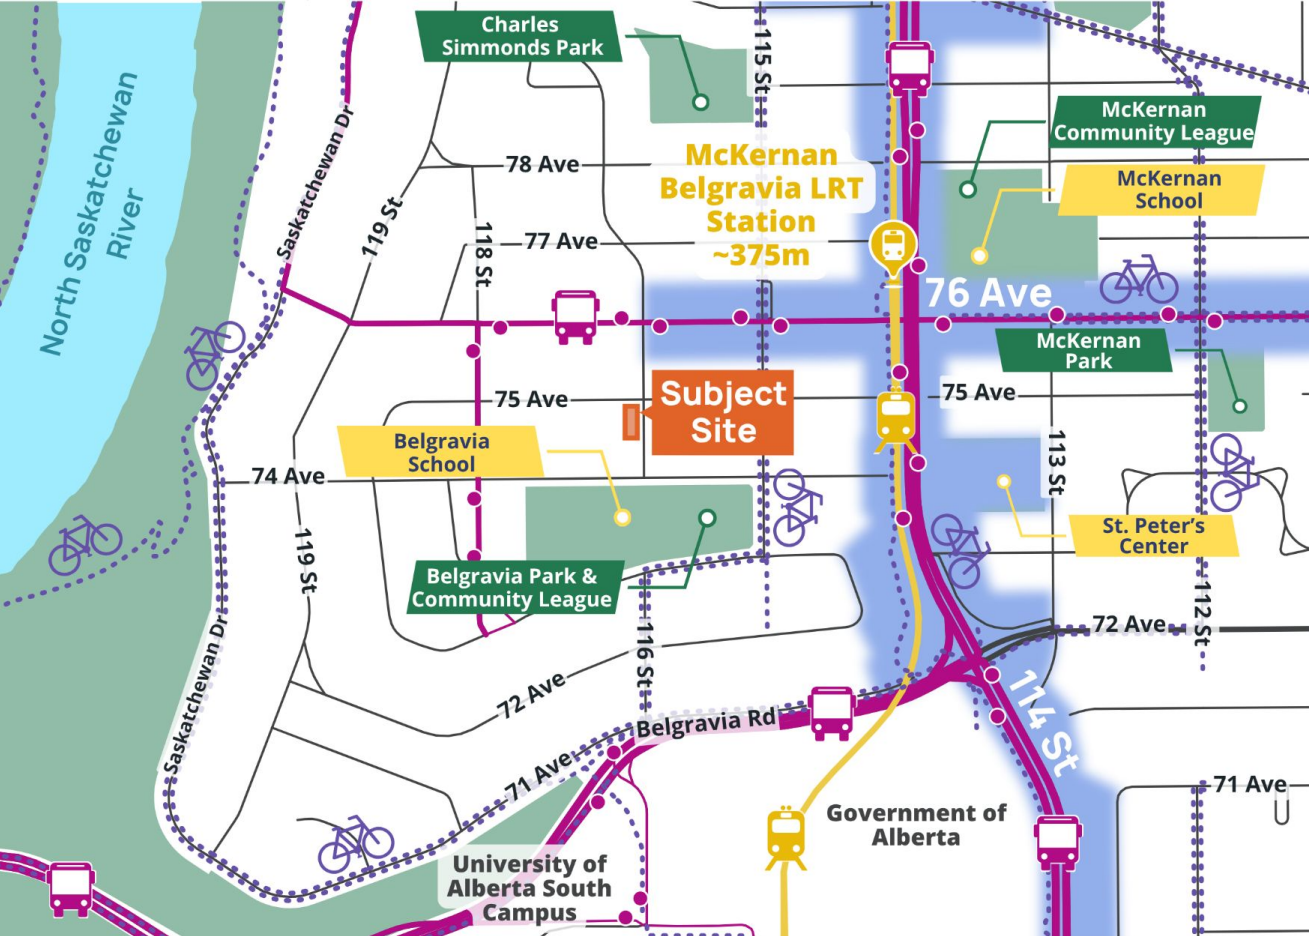 Charles
Simmonds Park
115 St
McKernan
Community League
McKernan
School
North Saskatchewan
River
Saskatchewan Dr
78 Ave
McKernan
Belgravia LRT
Station
~375m
119 St
118 St
77 Ave
76 Ave
McKernan
Park
75 Ave
Subject
Site
75 Ave
Belgravia
School
74 Ave
113 St
St. Peter's
Center
119 St
Belgravia Park &
Community League
112 St
72 Ave
116 St
Saskatchewan Dr
72 Ave
Belgravia Rd
114 St
71 Ave
71 Ave
Government of
Alberta
University of
Alberta South
Campus